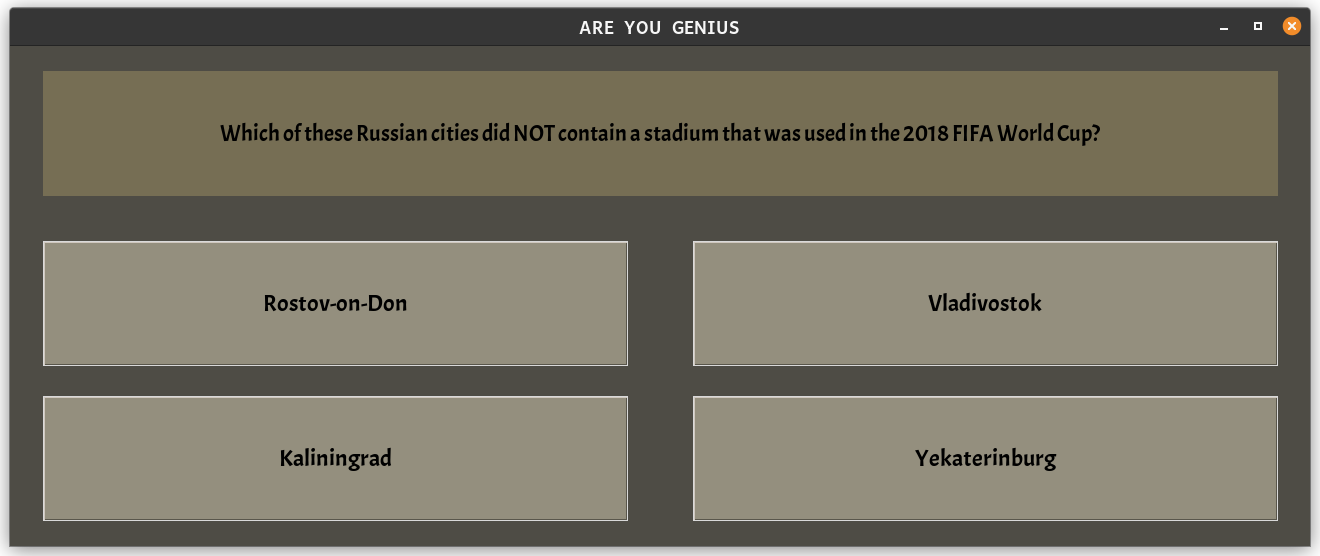 ARE YOU GENIUS
Which of these Russian cities did NOT contain a stadium that was used in the 2018 FIFA World Cup?
Rostov-on-Don
Vladivostok
Kaliningrad
Yekaterinburg